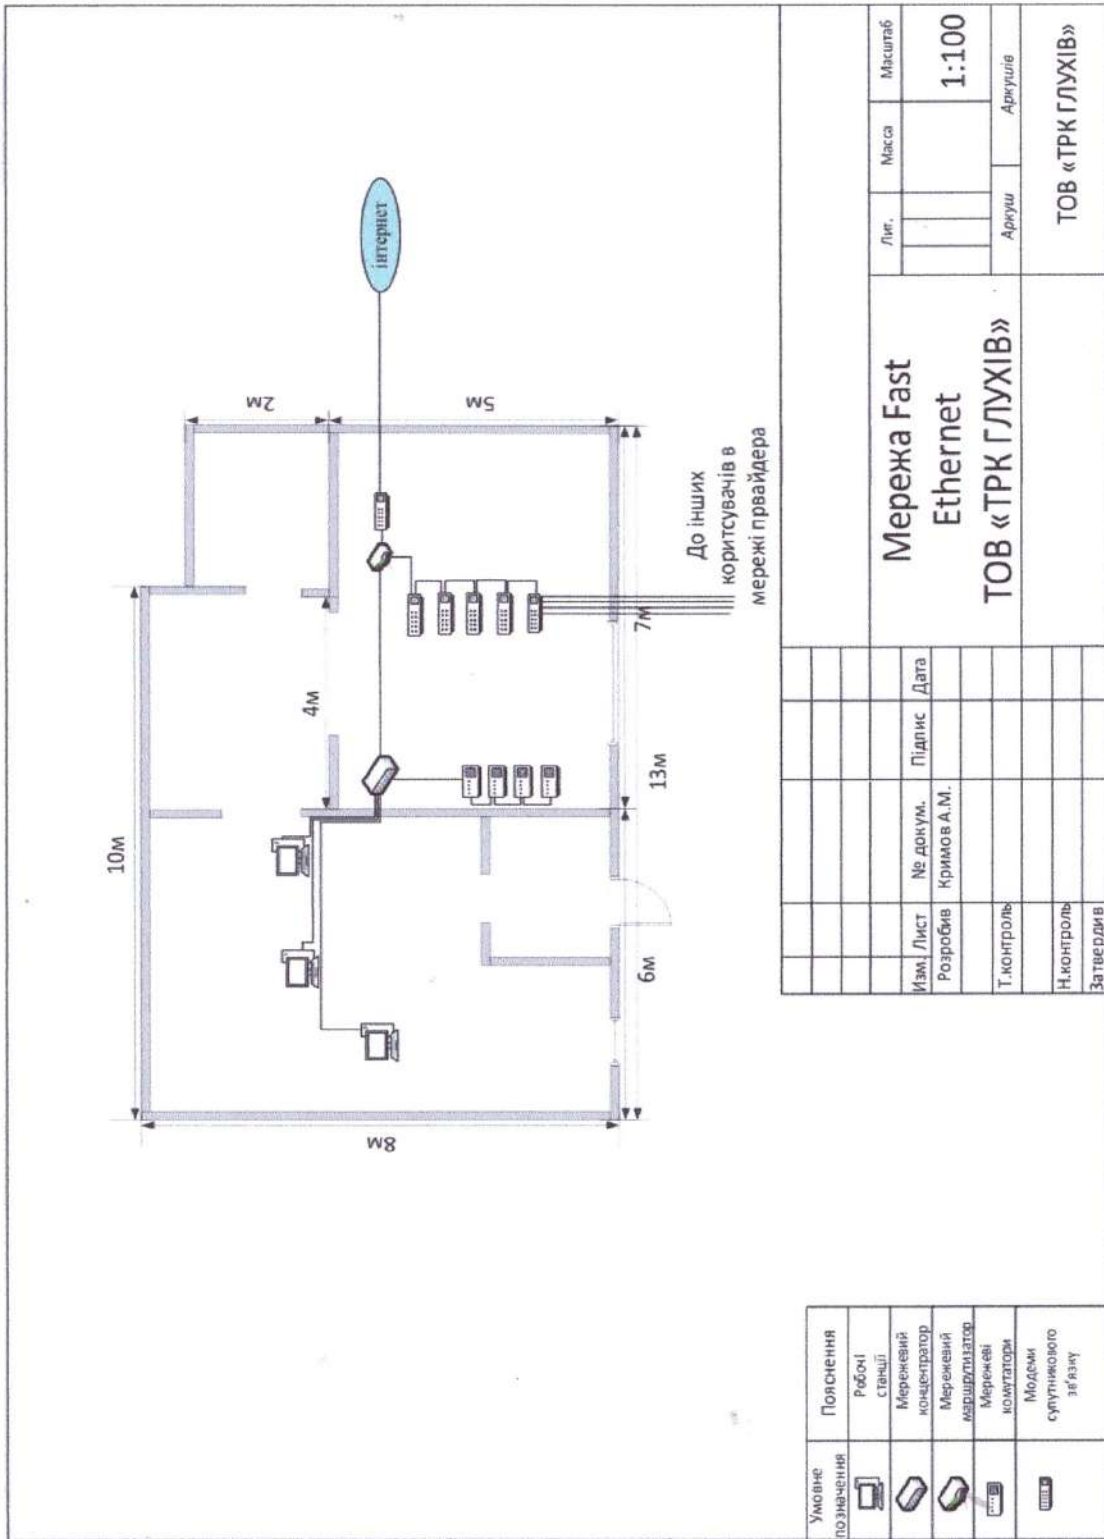 10м
8м
4м
2м
5м
7м
13м
6м
інтернет
До інших
коритсувачів в
мережі првайдера
Умовне
позначення
Пояснення
Робочі
станції
Мережевий
концентратор
Мережевий
маршрутизатор
Мережеві
комутатори
Модеми
супутникового
зв'язку
Изм.
Лист
№ докум.
Підпис
Дата
Розробив
Кримов А.М.
Т.контроль
Н.контроль
Затвердив
Мережа Fast
Ethernet
ТОВ «ТРК ГЛУХІВ»
Лит.
Масса
Масштаб
1:100
Аркуш
Аркушів
ТОВ «ТРК ГЛУХІВ»